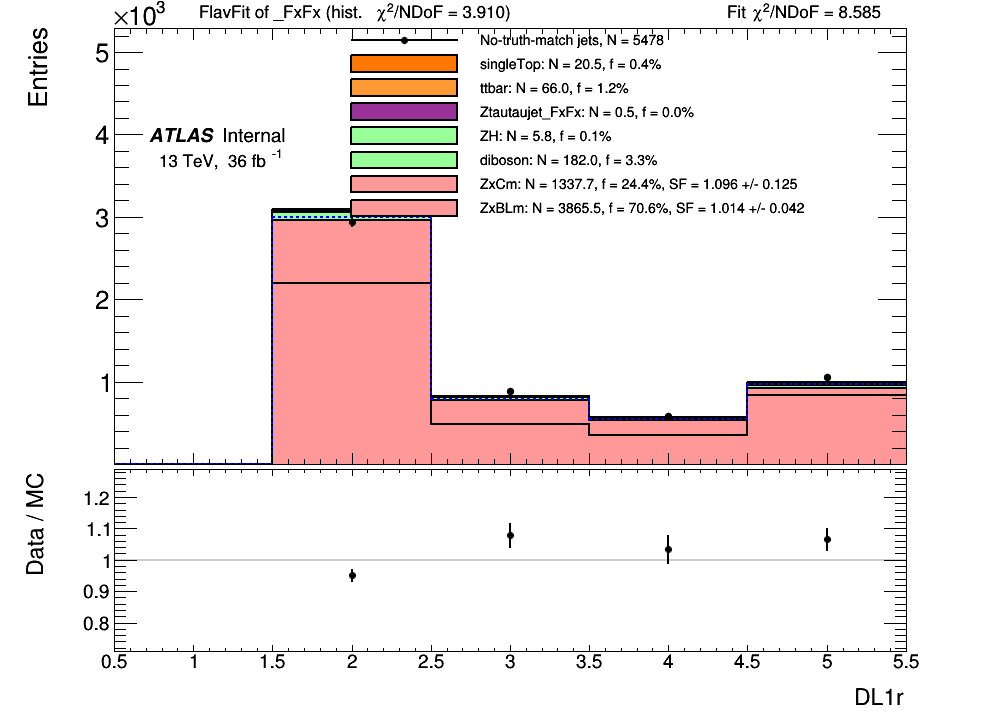 ×10³ FlavFit of _FxFx (hist. χ²/NDoF = 3.910) Fit χ²/NDoF = 8.585
Entries
5
4
3
2
1
ATLAS Internal
13 TeV, 36 fb⁻¹
No-truth-match jets, N = 5478
singleTop: N = 20.5, f = 0.4%
ttbar: N = 66.0, f = 1.2%
Ztautaujet_FxFx: N = 0.5, f = 0.0%
ZH: N = 5.8, f = 0.1%
diboson: N = 182.0, f = 3.3%
ZxCm: N = 1337.7, f = 24.4%, SF = 1.096 +/- 0.125
ZxBLm: N = 3865.5, f = 70.6%, SF = 1.014 +/- 0.042
Data / MC
1.2
1.1
1
0.9
0.8
0.5 1 1.5 2 2.5 3 3.5 4 4.5 5 5.5
DL1r